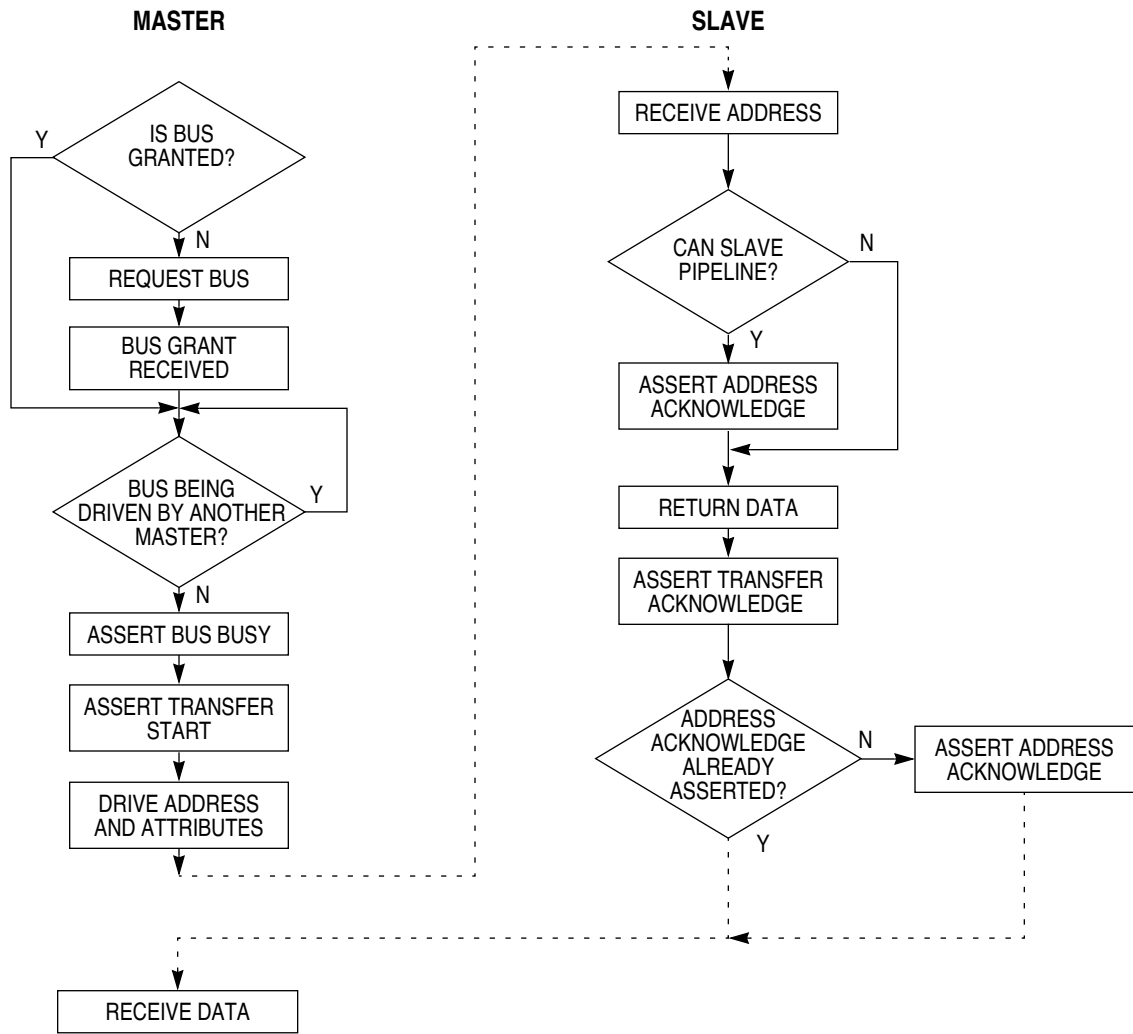 MASTER
IS BUS
GRANTED?
Y
N
REQUEST BUS
BUS GRANT
RECEIVED
BUS BEING
DRIVEN BY ANOTHER
MASTER?
Y
N
ASSERT BUS BUSY
ASSERT TRANSFER
START
DRIVE ADDRESS
AND ATTRIBUTES
SLAVE
RECEIVE ADDRESS
CAN SLAVE
PIPELINE?
N
Y
ASSERT ADDRESS
ACKNOWLEDGE
RETURN DATA
ASSERT TRANSFER
ACKNOWLEDGE
ADDRESS
ACKNOWLEDGE
ALREADY
ASSERTED?
N
Y
ASSERT ADDRESS
ACKNOWLEDGE
RECEIVE DATA